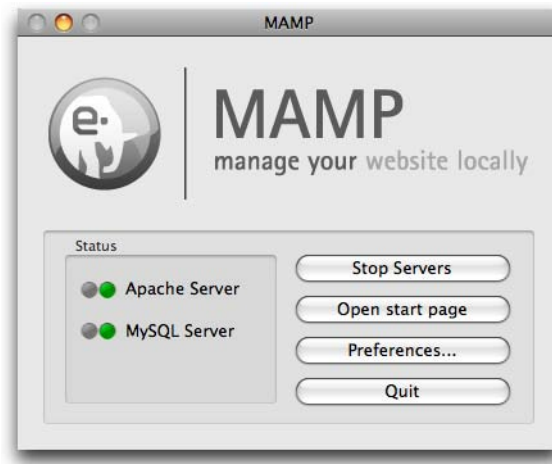 MAMP
e.
MAMP
manage your website locally
Status
Apache Server
MySQL Server
Stop Servers
Open start page
Preferences...
Quit